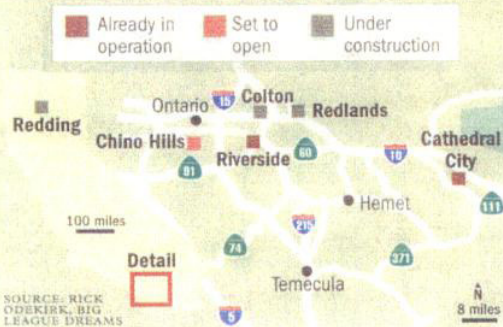 Already in operation
Set to open
Under construction
Redding
Ontario
15
Colton
Redlands
Chino Hills
Riverside
60
91
10
Cathedral City
111
Hemet
100 miles
215
74
371
Detail
Temecula
5
SOURCE: RICK
ODEKIRK, BIG
LEAGUE DREAMS
N
8 miles